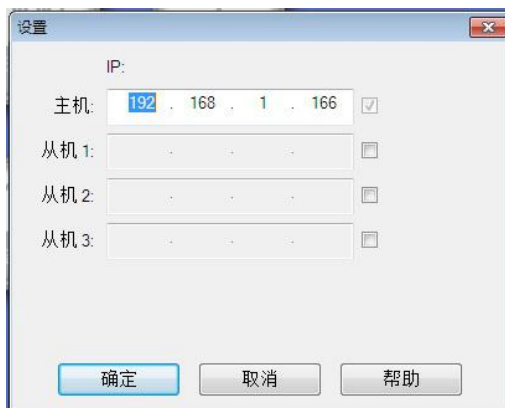 设置
IP:
主机: 192 . 168 . 1 . 166
从机 1: . . .
从机 2: . . .
从机 3: . . .
确定 取消 帮助